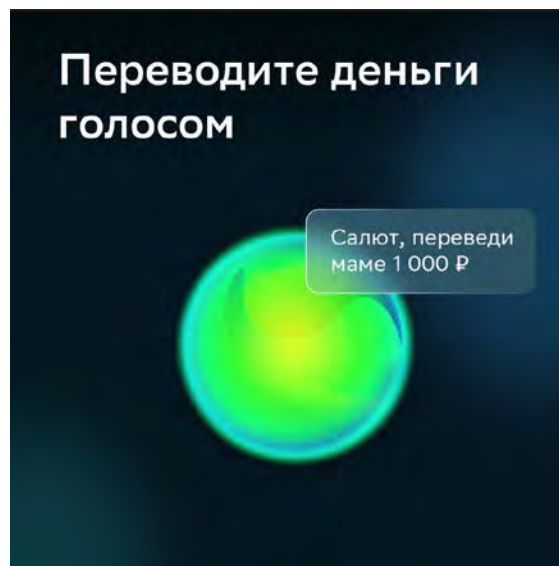 Переводите деньги
голосом
Салют, переведи
маме 1 000 ₽